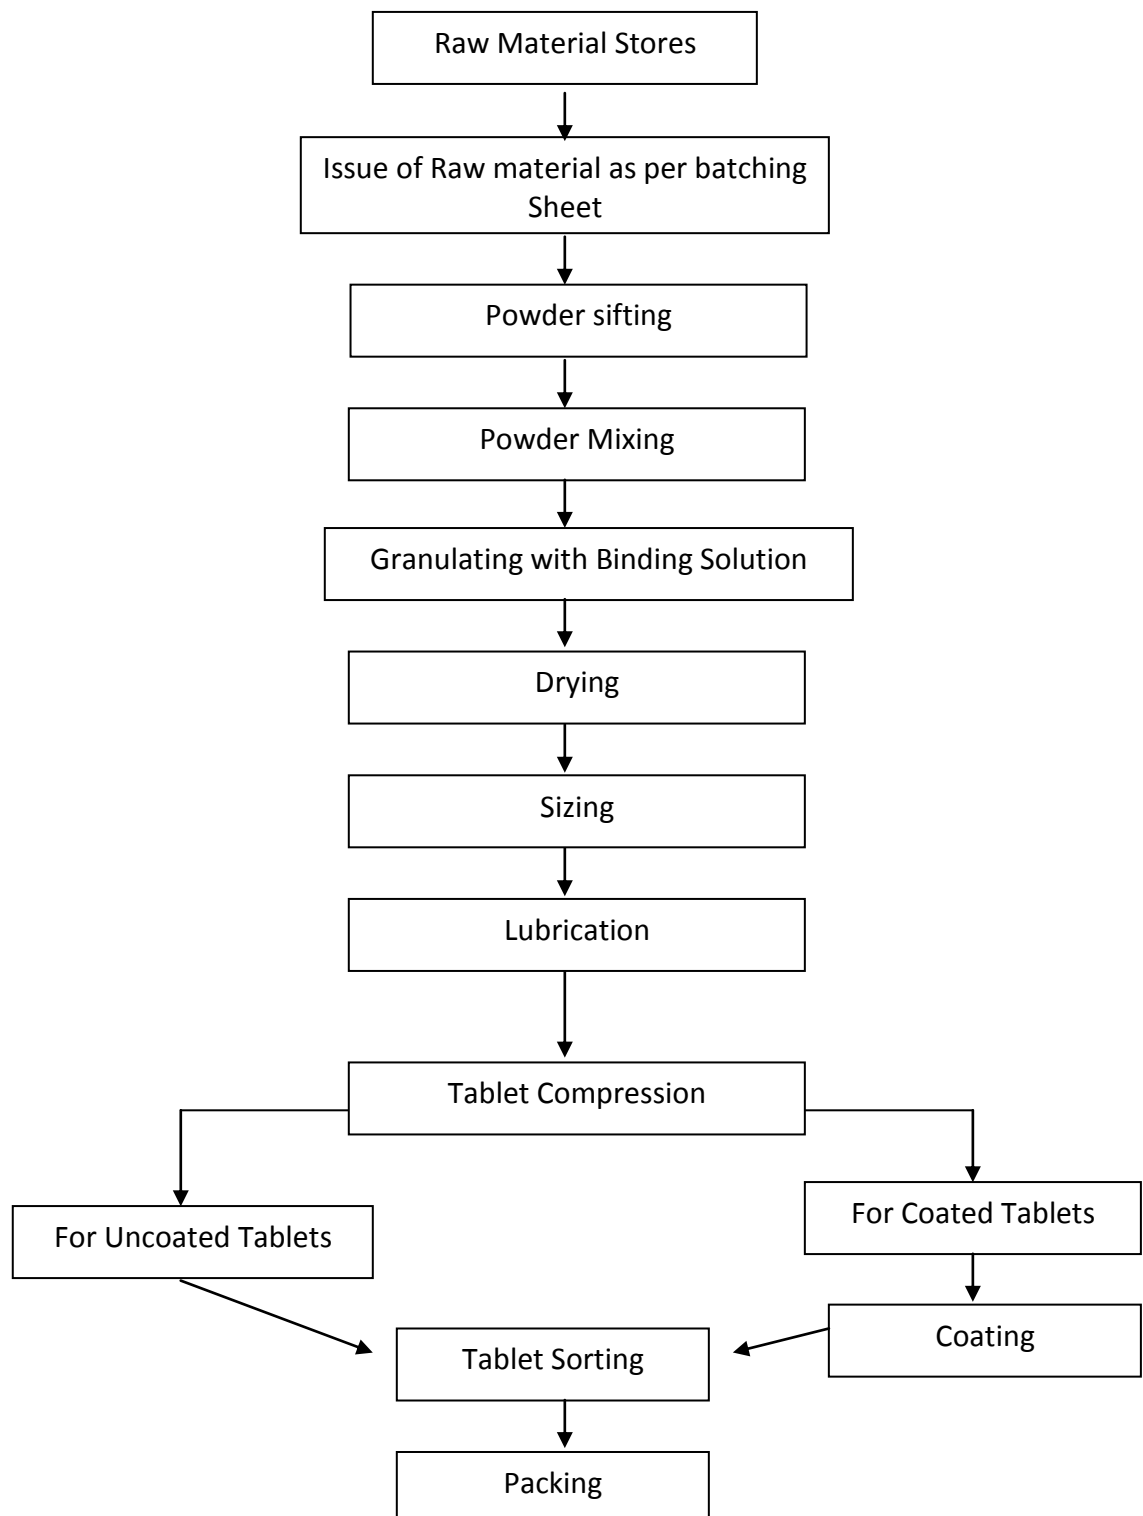 Raw Material Stores
Issue of Raw material as per batching
Sheet
Powder sifting
Powder Mixing
Granulating with Binding Solution
Drying
Sizing
Lubrication
Tablet Compression
For Uncoated Tablets
For Coated Tablets
Coating
Tablet Sorting
Packing